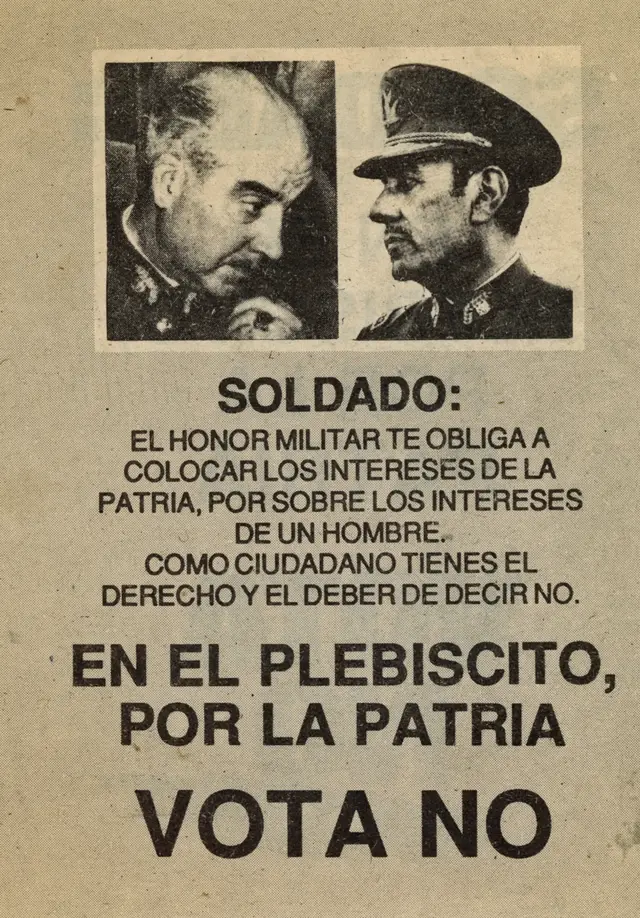 SOLDADO:
EL HONOR MILITAR TE OBLIGA A
COLOCAR LOS INTERESES DE LA
PATRIA, POR SOBRE LOS INTERESES
DE UN HOMBRE.
COMO CIUDADANO TIENES EL
DERECHO Y EL DEBER DE DECIR NO.
EN EL PLEBISCITO,
POR LA PATRIA
VOTA NO